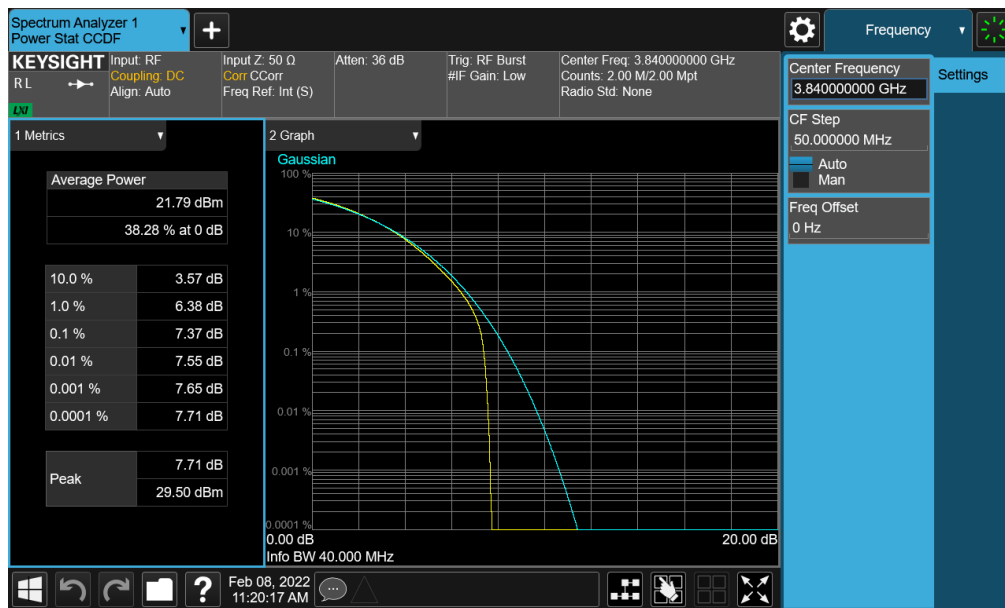 Spectrum Analyzer 1
Power Stat CCDF
+
Frequency
KEYSIGHT
RL
LXI
Input: RF
Coupling: DC
Align: Auto
Input Z: 50 Ω
Corr CCorr
Freq Ref: Int (S)
Atten: 36 dB
Trig: RF Burst
#IF Gain: Low
Center Freq: 3.840000000 GHz
Counts: 2.00 M/2.00 Mpt
Radio Std: None
Center Frequency
3.840000000 GHz
Settings
CF Step
50.000000 MHz
Auto
Man
Freq Offset
0 Hz
1 Metrics
Average Power
21.79 dBm
38.28 % at 0 dB
10.0 % 3.57 dB
1.0 % 6.38 dB
0.1 % 7.37 dB
0.01 % 7.55 dB
0.001 % 7.65 dB
0.0001 % 7.71 dB
Peak
7.71 dB
29.50 dBm
2 Graph
Gaussian
100 %
10 %
1 %
0.1 %
0.01 %
0.001 %
0.0001 %
0.00 dB 20.00 dB
Info BW 40.000 MHz
?
Feb 08, 2022
11:20:17 AM